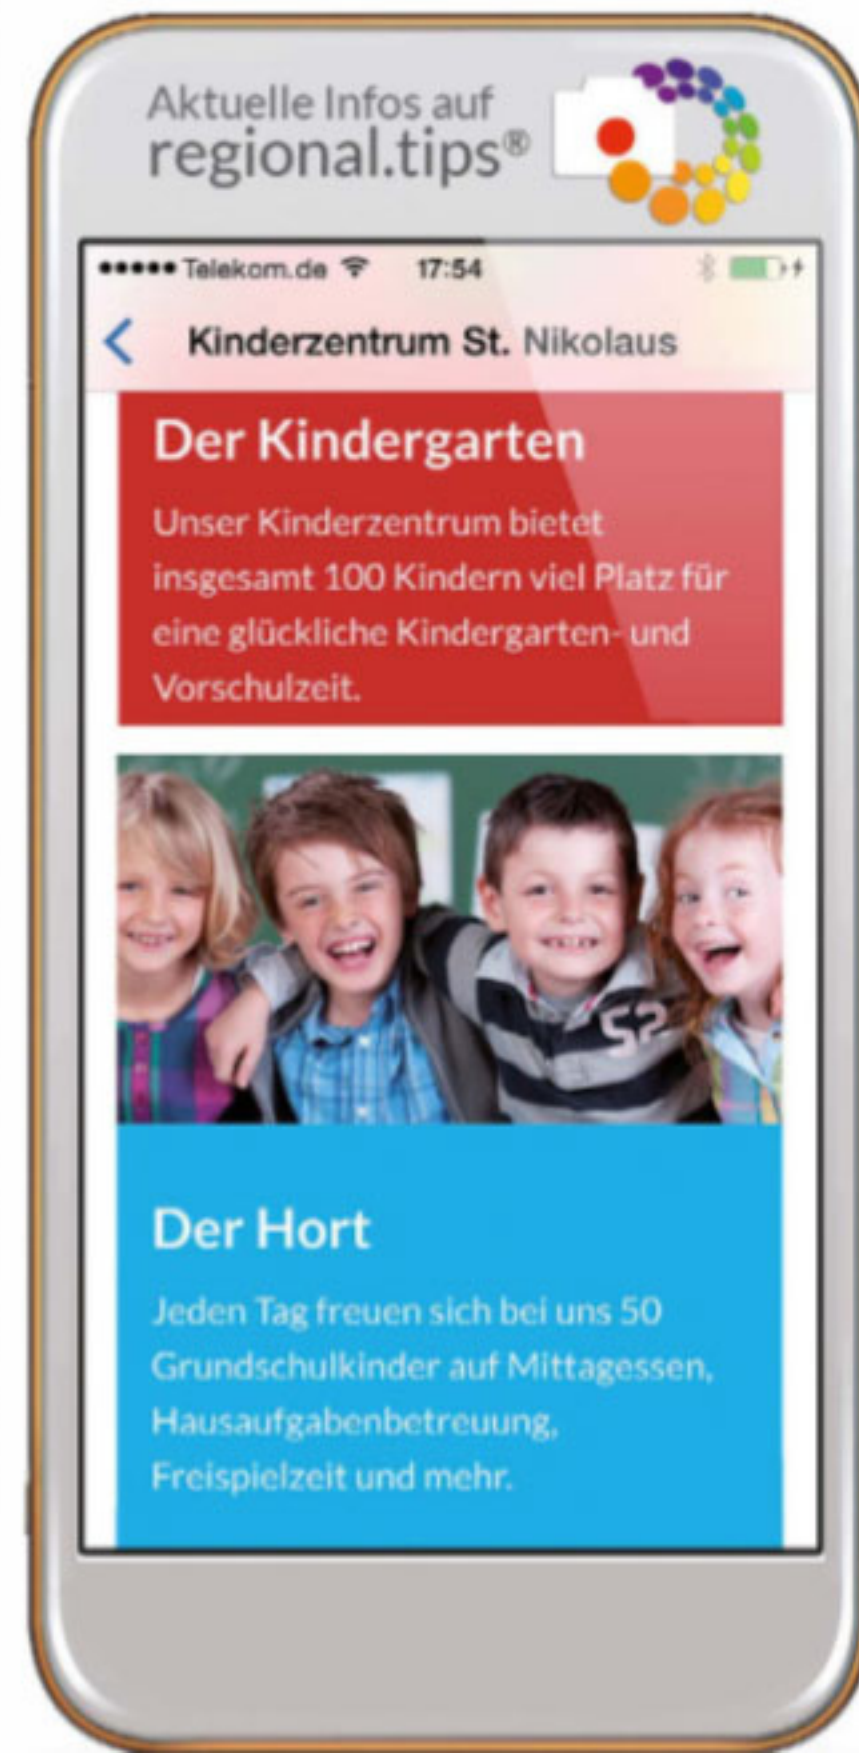 Aktuelle Infos auf
regional.tips®
Telekom.de 17:54
Kinderzentrum St. Nikolaus
Der Kindergarten
Unser Kinderzentrum bietet
insgesamt 100 Kindern viel Platz für
eine glückliche Kindergarten- und
Vorschulzeit.
52
Der Hort
Jeden Tag freuen sich bei uns 50
Grundschulkinder auf Mittagessen,
Hausaufgabenbetreuung,
Freispielzeit und mehr.